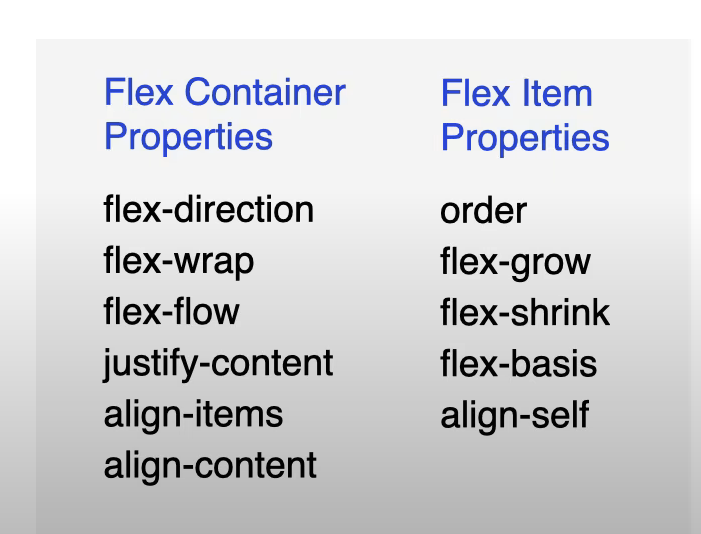 Flex Container
Properties
flex-direction
flex-wrap
flex-flow
justify-content
align-items
align-content
Flex Item
Properties
order
flex-grow
flex-shrink
flex-basis
align-self